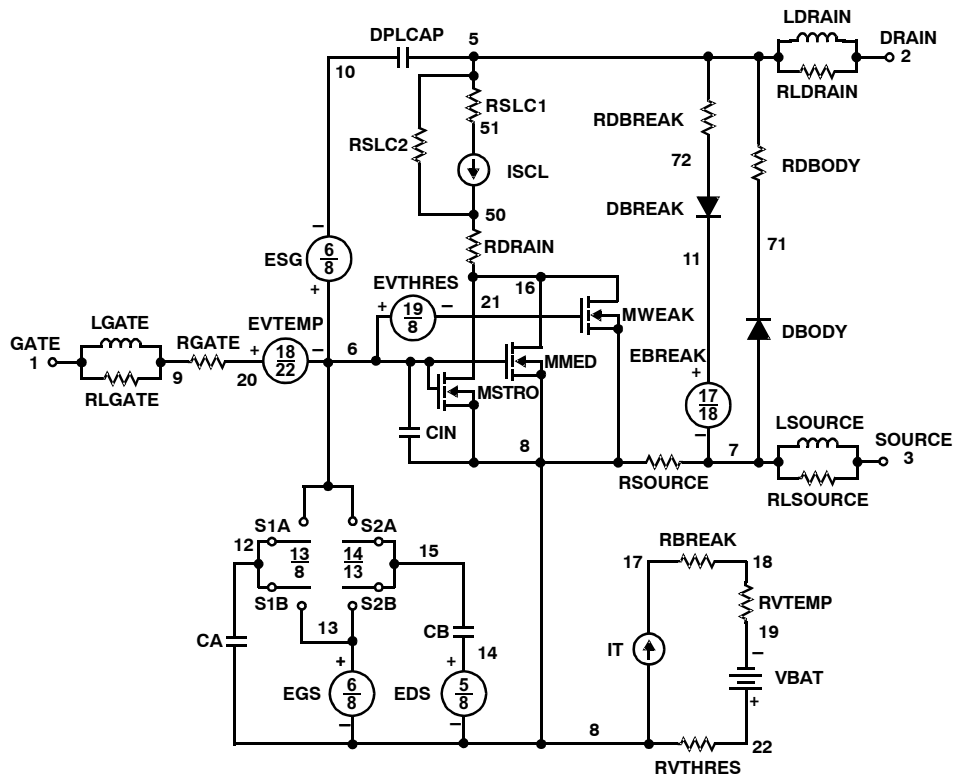 LDRAIN
DPLCAP
5
DRAIN
2
10
RLDRAIN
RSLC1
51
RSLC2
RDBREAK
72
RDBODY
ISCL
DBREAK
50
RDRAIN
71
11
ESG
6
8
EVTHRES
19
8
21
16
MWEAK
LGATE
EVTEMP
GATE
1
RGATE
18
22
6
EBREAK
DBODY
MMED
9
20
RLGATE
MSTRO
17
18
LSOURCE
CIN
8
7
SOURCE
3
RSOURCE
RLSOURCE
S1A
S2A
12
13
8
14
13
15
RBREAK
17
18
S1B
S2B
RVTEMP
13
CB
19
CA
14
IT
VBAT
EGS
6
8
EDS
5
8
8
22
RVTHRES